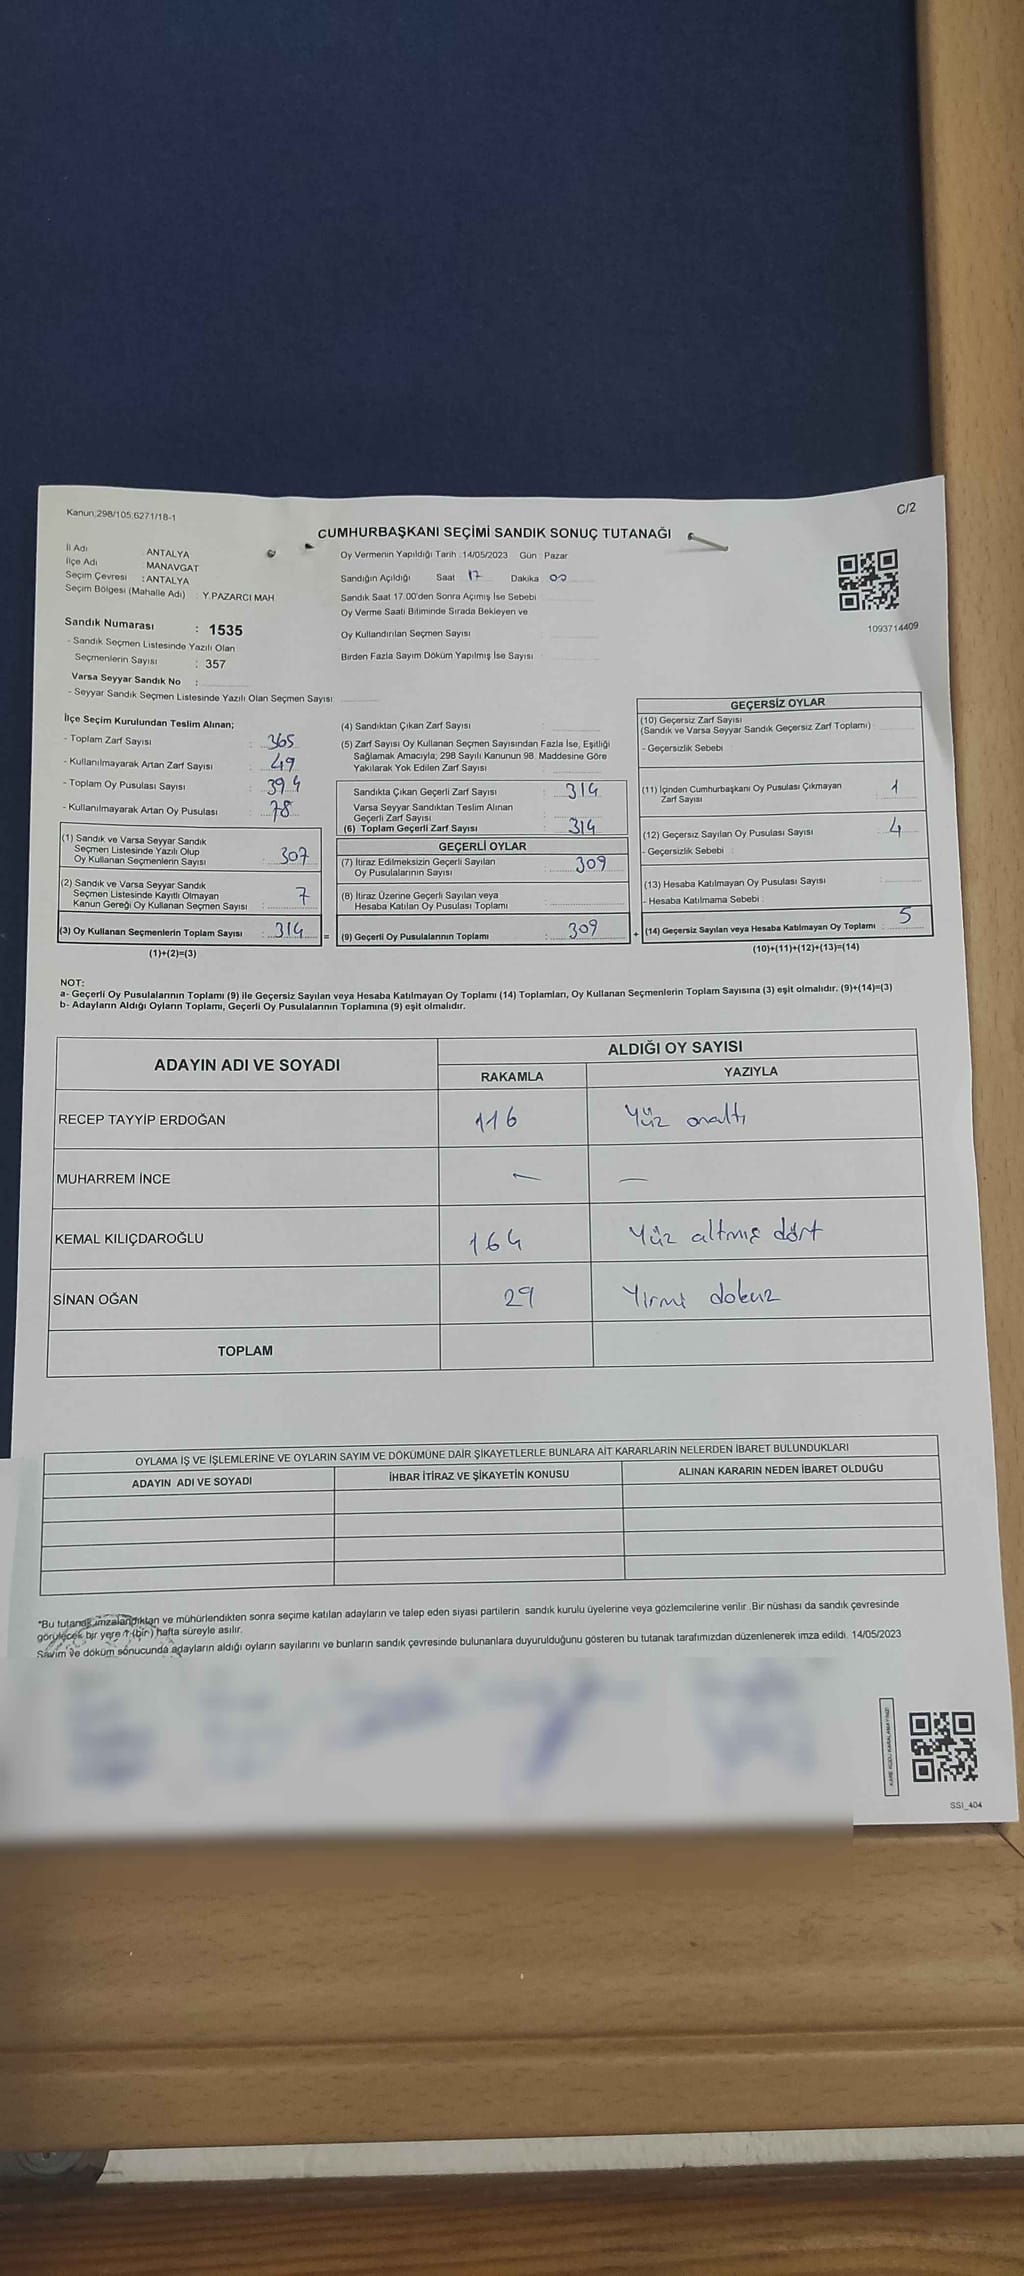 Kanun:298/105,6271/18-1
C/2
CUMHURBAŞKANI SEÇİMİ SANDIK SONUÇ TUTANAĞI
İl Adı : ANTALYA
İlçe Adı : MANAVGAT
Seçim Çevresi : ANTALYA
Seçim Bölgesi (Mahalle Adı) : Y.PAZARCI MAH.
Sandık Numarası : 1535
- Sandık Seçmen Listesinde Yazılı Olan
Seçmenlerin Sayısı : 357
Varsa Seyyar Sandık No :
- Seyyar Sandık Seçmen Listesinde Yazılı Olan Seçmen Sayısı :
Oy Vermenin Yapıldığı Tarih : 14/05/2023 Gün : Pazar
Sandığın Açıldığı Saat 17 Dakika 00
Sandık Saat 17.00'den Sonra Açımış İse Sebebi
Oy Verme Saati Bitiminde Sırada Bekleyen ve
Oy Kullandırılan Seçmen Sayısı :
Birden Fazla Sayım Döküm Yapılmış İse Sayısı :
1093714409
İlçe Seçim Kurulundan Teslim Alınan;
- Toplam Zarf Sayısı : 365
- Kullanılmayarak Artan Zarf Sayısı : 49
- Toplam Oy Pusulası Sayısı : 394
- Kullanılmayarak Artan Oy Pusulası : 78
(1) Sandık ve Varsa Seyyar Sandık
Seçmen Listesinde Yazılı Olup
Oy Kullanan Seçmenlerin Sayısı : 307
(2) Sandık ve Varsa Seyyar Sandık
Seçmen Listesinde Kayıtlı Olmayan
Kanun Gereği Oy Kullanan Seçmen Sayısı : 7
(3) Oy Kullanan Seçmenlerin Toplam Sayısı : 314 =
(1)+(2)=(3)
(4) Sandıktan Çıkan Zarf Sayısı :
(5) Zarf Sayısı Oy Kullanan Seçmen Sayısından Fazla İse, Eşitliği
Sağlamak Amacıyla; 298 Sayılı Kanunun 98. Maddesine Göre
Yakılarak Yok Edilen Zarf Sayısı :
Sandıkta Çıkan Geçerli Zarf Sayısı : 314
Varsa Seyyar Sandıktan Teslim Alınan
Geçerli Zarf Sayısı :
(6) Toplam Geçerli Zarf Sayısı : 314
GEÇERLİ OYLAR
(7) İtiraz Edilmeksizin Geçerli Sayılan
Oy Pusulalarının Sayısı : 309
(8) İtiraz Üzerine Geçerli Sayılan veya
Hesaba Katılan Oy Pusulası Toplamı :
(9) Geçerli Oy Pusulalarının Toplamı : 309 +
GEÇERSİZ OYLAR
(10) Geçersiz Zarf Sayısı
(Sandık ve Varsa Seyyar Sandık Geçersiz Zarf Toplamı) :
- Geçersizlik Sebebi :
(11) İçinden Cumhurbaşkanı Oy Pusulası Çıkmayan
Zarf Sayısı : 1
(12) Geçersiz Sayılan Oy Pusulası Sayısı : 4
- Geçersizlik Sebebi :
(13) Hesaba Katılmayan Oy Pusulası Sayısı :
- Hesaba Katılmama Sebebi :
(14) Geçersiz Sayılan veya Hesaba Katılmayan Oy Toplamı : 5
(10)+(11)+(12)+(13)=(14)
NOT:
a- Geçerli Oy Pusulalarının Toplamı (9) ile Geçersiz Sayılan veya Hesaba Katılmayan Oy Toplamı (14) Toplamları, Oy Kullanan Seçmenlerin Toplam Sayısına (3) eşit olmalıdır. (9)+(14)=(3)
b- Adayların Aldığı Oyların Toplamı, Geçerli Oy Pusulalarının Toplamına (9) eşit olmalıdır.
ADAYIN ADI VE SOYADI
ALDIĞI OY SAYISI
RAKAMLA YAZIYLA
RECEP TAYYİP ERDOĞAN 116 Yüz onaltı
MUHARREM İNCE — —
KEMAL KILIÇDAROĞLU 164 Yüz altmış dört
SİNAN OĞAN 29 Yirmi dokuz
TOPLAM
OYLAMA İŞ VE İŞLEMLERİNE VE OYLARIN SAYIM VE DÖKÜMÜNE DAİR ŞİKAYETLERLE BUNLARA AİT KARARLARIN NELERDEN İBARET BULUNDUKLARI
ADAYIN ADI VE SOYADI İHBAR İTİRAZ VE ŞİKAYETİN KONUSU ALINAN KARARIN NEDEN İBARET OLDUĞU
*Bu tutanak imzalandıktan ve mühürlendikten sonra seçime katılan adayların ve talep eden siyasi partilerin sandık kurulu üyelerine veya gözlemcilerine verilir. Bir nüshası da sandık çevresinde
görülecek bir yere 1 (bir) hafta süreyle asılır.
Sayım ve döküm sonucunda adayların aldığı oyların sayılarını ve bunların sandık çevresinde bulunanlara duyurulduğunu gösteren bu tutanak tarafımızdan düzenlenerek imza edildi. 14/05/2023
KARE KODU KARALAMAYINIZ!
SSI_404